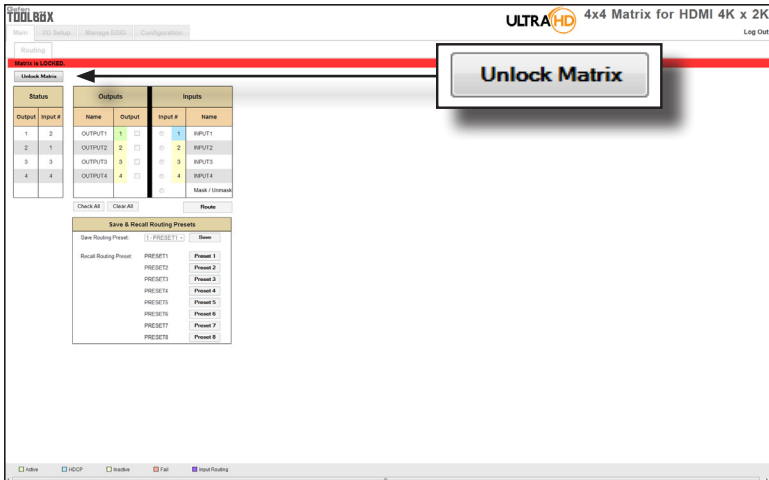 Gefen
TOOLBOX
ULTRA HD 4x4 Matrix for HDMI 4K x 2K
Main I/O Setup Manage EDID Configuration
Log Out
Routing
Matrix is LOCKED.
Unlock Matrix
Unlock Matrix
Status Outputs Inputs
Output Input # Name Output Input # Name
1 2 OUTPUT1 1 1 INPUT1
2 1 OUTPUT2 2 2 INPUT2
3 3 OUTPUT3 3 3 INPUT3
4 4 OUTPUT4 4 4 INPUT4
Mask / Unmask
Check All Clear All Route
Save & Recall Routing Presets
Save Routing Preset: 1 - PRESET1 Save
Recall Routing Preset: PRESET1 Preset 1
PRESET2 Preset 2
PRESET3 Preset 3
PRESET4 Preset 4
PRESET5 Preset 5
PRESET6 Preset 6
PRESET7 Preset 7
PRESET8 Preset 8
Active HDCP Inactive Fail Input Routing